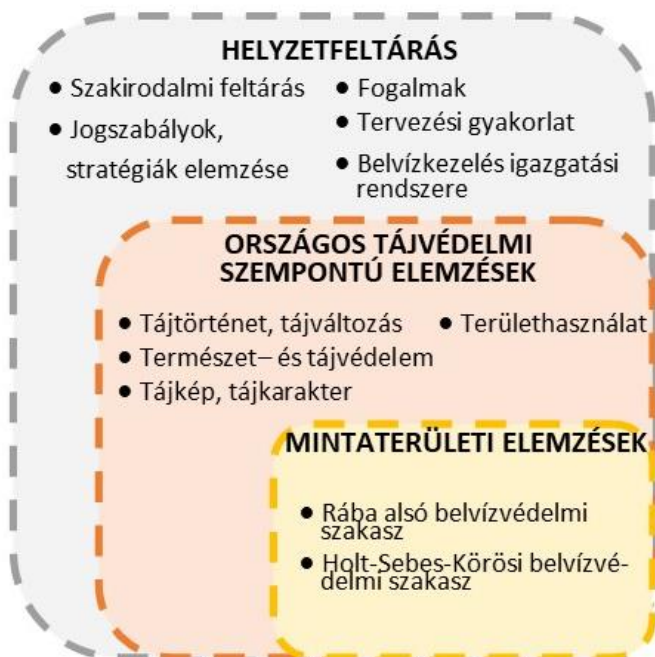 HELYZETFELTÁRÁS
• Szakirodalmi feltárás
• Jogszabályok,
stratégiák elemzése
• Fogalmak
• Tervezési gyakorlat
• Belvízkezelés igazgatási
rendszere
ORSZÁGOS TÁJVÉDELMI
SZEMPONTÚ ELEMZÉSEK
• Tájtörténet, tájváltozás
• Természet– és tájvédelem
• Tájkép, tájkarakter
• Területhasználat
MINTATERÜLETI ELEMZÉSEK
• Rába alsó belvízvédelmi
szakasz
• Holt-Sebes-Körösi belvízvé-
delmi szakasz